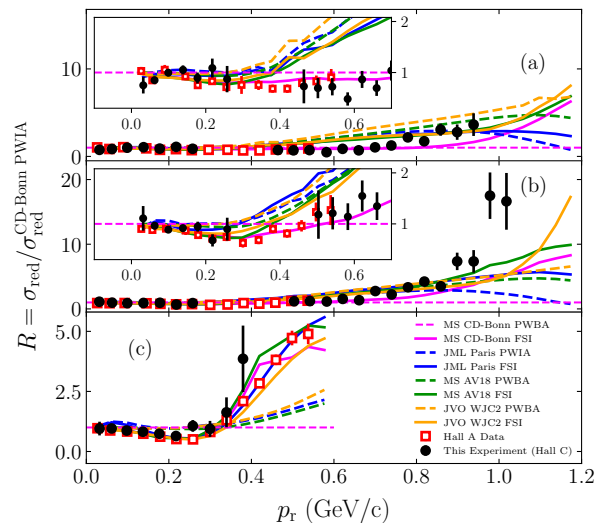 R = σ_red/σ_red^CD-Bonn PWIA
(a)
10
0
2
1
0.0 0.2 0.4 0.6
(b)
20
10
0
2
1
0.0 0.2 0.4 0.6
(c)
5.0
2.5
0.0
MS CD-Bonn PWBA
MS CD-Bonn FSI
JML Paris PWIA
JML Paris FSI
MS AV18 PWBA
MS AV18 FSI
JVO WJC2 PWBA
JVO WJC2 FSI
Hall A Data
This Experiment (Hall C)
0.0 0.2 0.4 0.6 0.8 1.0 1.2
p_r (GeV/c)